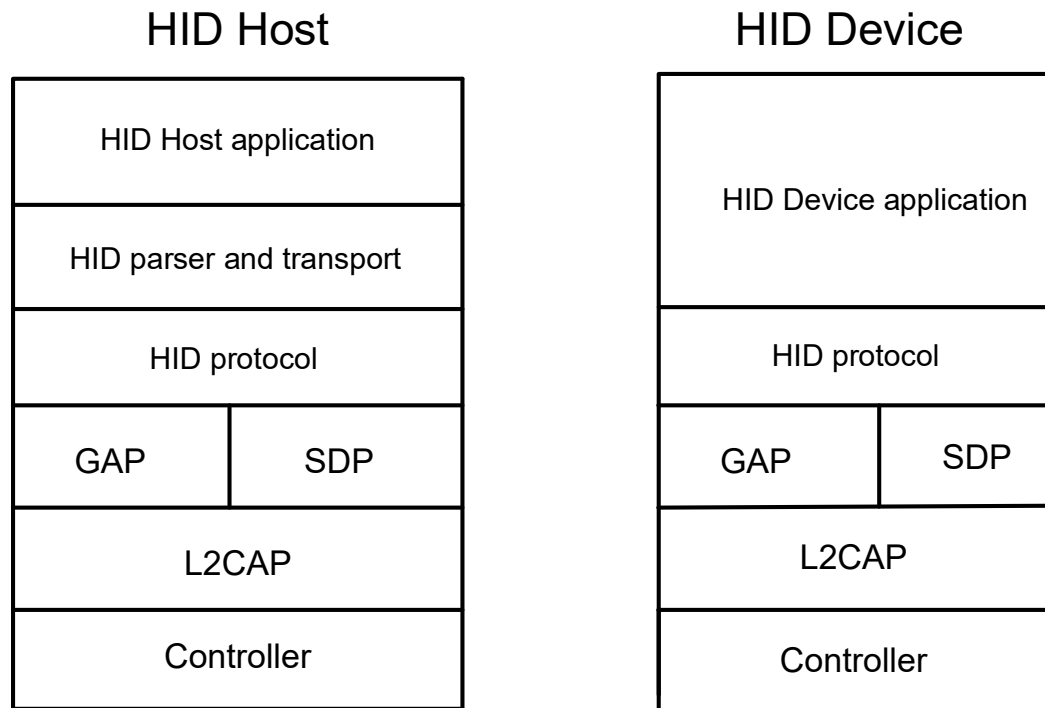 HID Host
HID Host application
HID parser and transport
HID protocol
GAP
SDP
L2CAP
Controller
HID Device
HID Device application
HID protocol
GAP
SDP
L2CAP
Controller